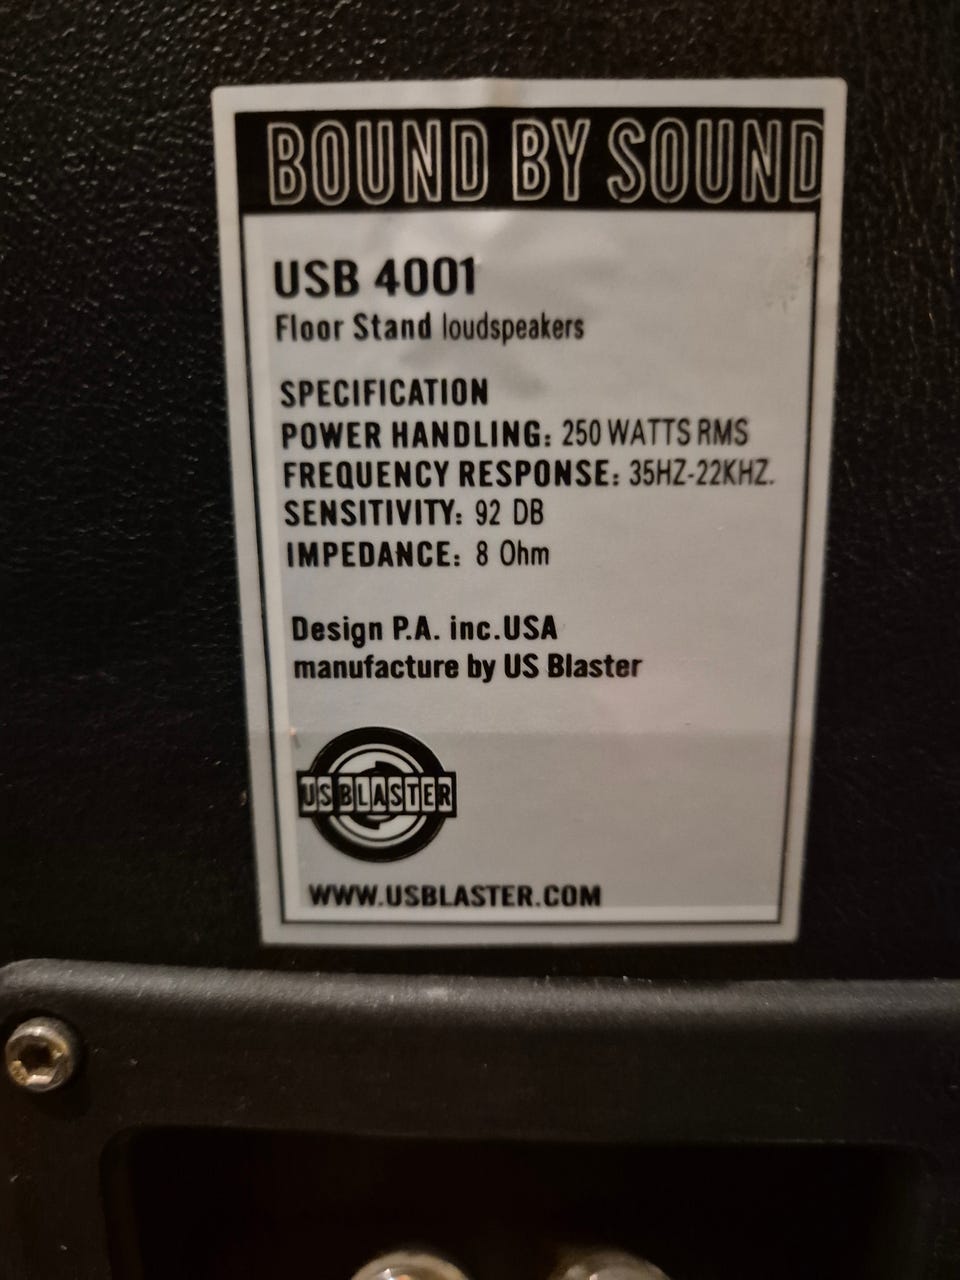 BOUND BY SOUND
USB 4001
Floor Stand loudspeakers
SPECIFICATION
POWER HANDLING: 250 WATTS RMS
FREQUENCY RESPONSE: 35HZ-22KHZ.
SENSITIVITY: 92 DB
IMPEDANCE: 8 Ohm
Design P.A. inc.USA
manufacture by US Blaster
US BLASTER
WWW.USBLASTER.COM